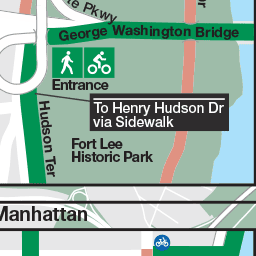 Pkwy
George Washington Bridge
Entrance
To Henry Hudson Dr
via Sidewalk
Hudson Ter
Fort Lee
Historic Park
Manhattan